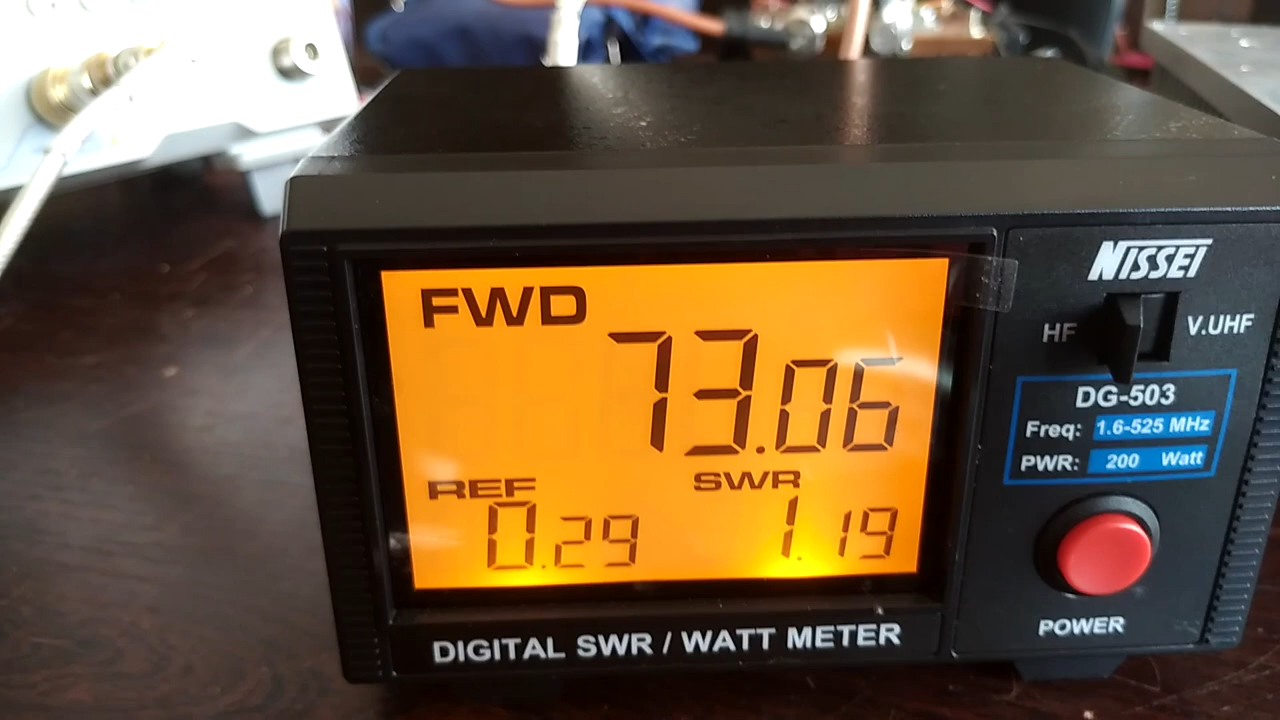 FWD
73.06
REF
0.29
SWR
1.19
DIGITAL SWR / WATT METER
NISSEI
HF
V.UHF
DG-503
Freq: 1.6-525 MHz
PWR: 200 Watt
POWER